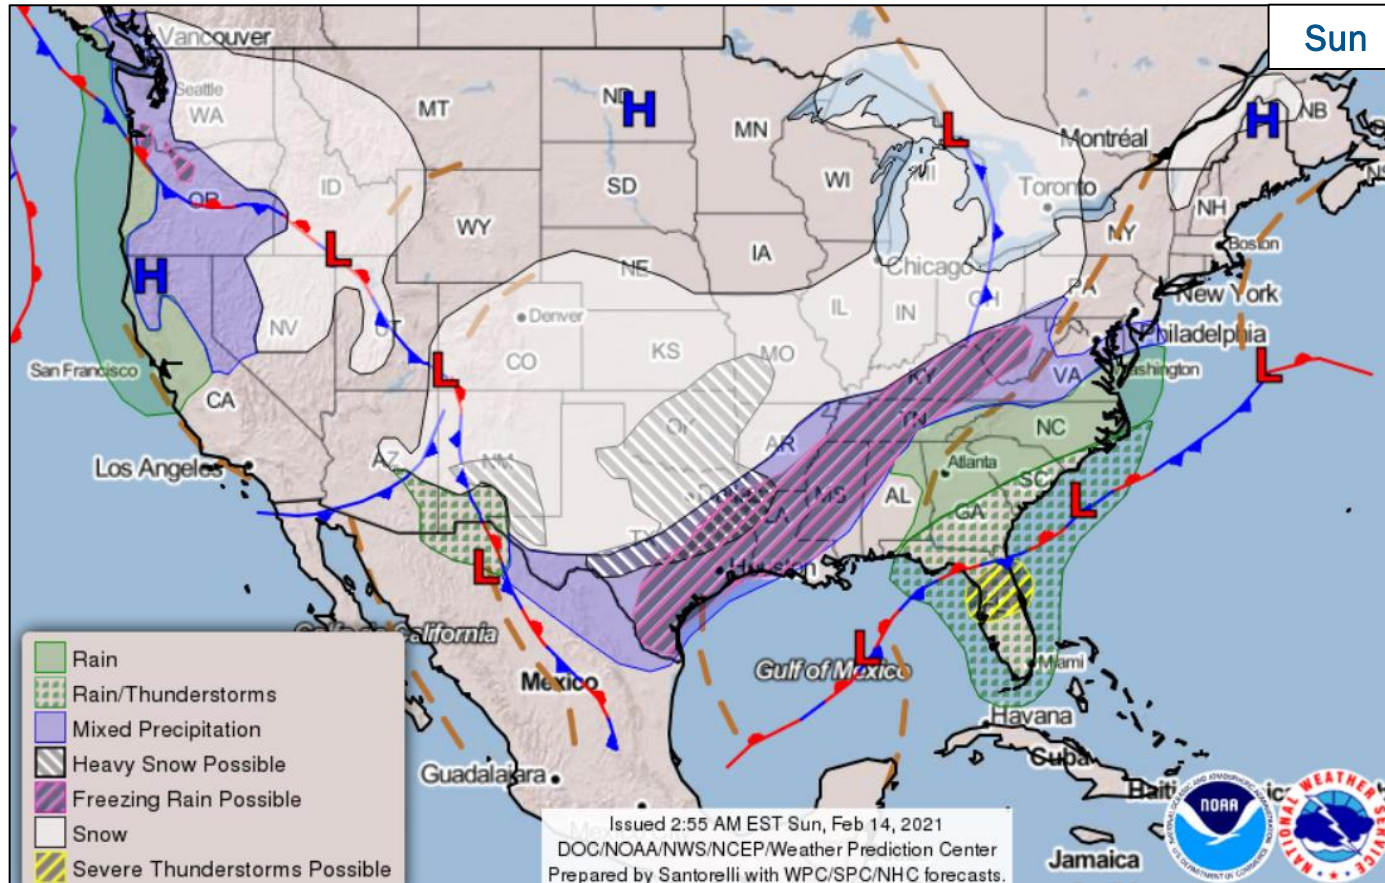 Sun
Vancouver
Seattle
WA
MT
ND
H
MN
L
Montréal
H
NB
OR
ID
SD
WI
MI
Toronto
NH
WY
IA
NY
Boston
L
H
NE
Chicago
New York
NV
UT
Denver
IL
IN
OH
PA
Philadelphia
San Francisco
CA
L
CO
KS
MO
KY
VA
Washington
L
Los Angeles
AZ
NM
OK
AR
TN
NC
Atlanta
SC
TX
LA
MS
AL
GA
L
L
Houston
California
L
Gulf of Mexico
Miami
Mexico
Havana
Cuba
Guadalajara
Jamaica
Rain
Rain/Thunderstorms
Mixed Precipitation
Heavy Snow Possible
Freezing Rain Possible
Snow
Severe Thunderstorms Possible
Issued 2:55 AM EST Sun, Feb 14, 2021
DOC/NOAA/NWS/NCEP/Weather Prediction Center
Prepared by Santorelli with WPC/SPC/NHC forecasts.
NOAA
NATIONAL WEATHER SERVICE